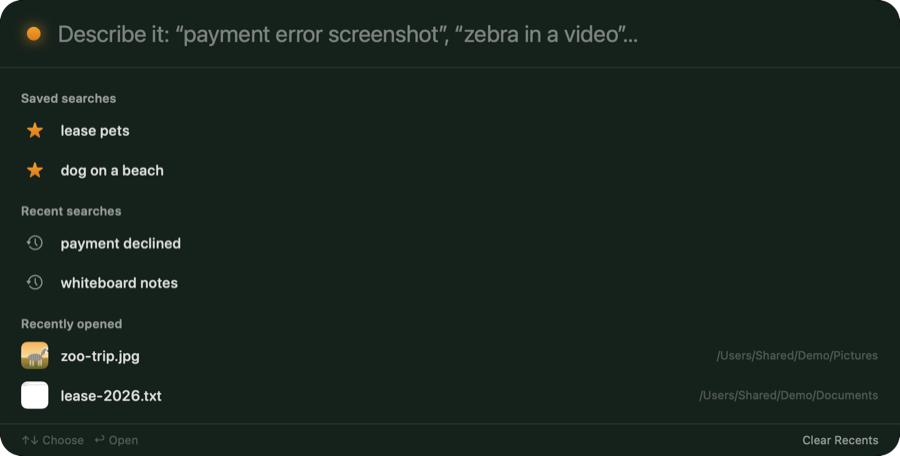 Describe it: “payment error screenshot”, “zebra in a video”...
Saved searches
lease pets
dog on a beach
Recent searches
payment declined
whiteboard notes
Recently opened
zoo-trip.jpg /Users/Shared/Demo/Pictures
lease-2026.txt /Users/Shared/Demo/Documents
↑↓ Choose ↩ Open Clear Recents